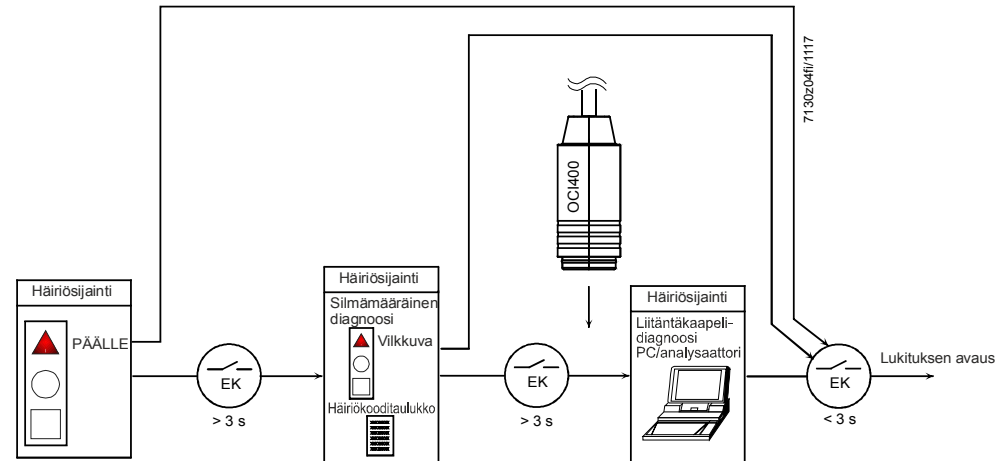 7130z04fi/1117
OCI400
Häiriösijainti
PÄÄLLE
EK
> 3 s
Häiriösijainti
Silmämääräinen
diagnoosi
Vilkkuva
Häiriökooditaulukko
EK
> 3 s
Häiriösijainti
Liitäntäkaapeli-
diagnoosi
PC/analysaattori
EK
< 3 s
Lukituksen avaus